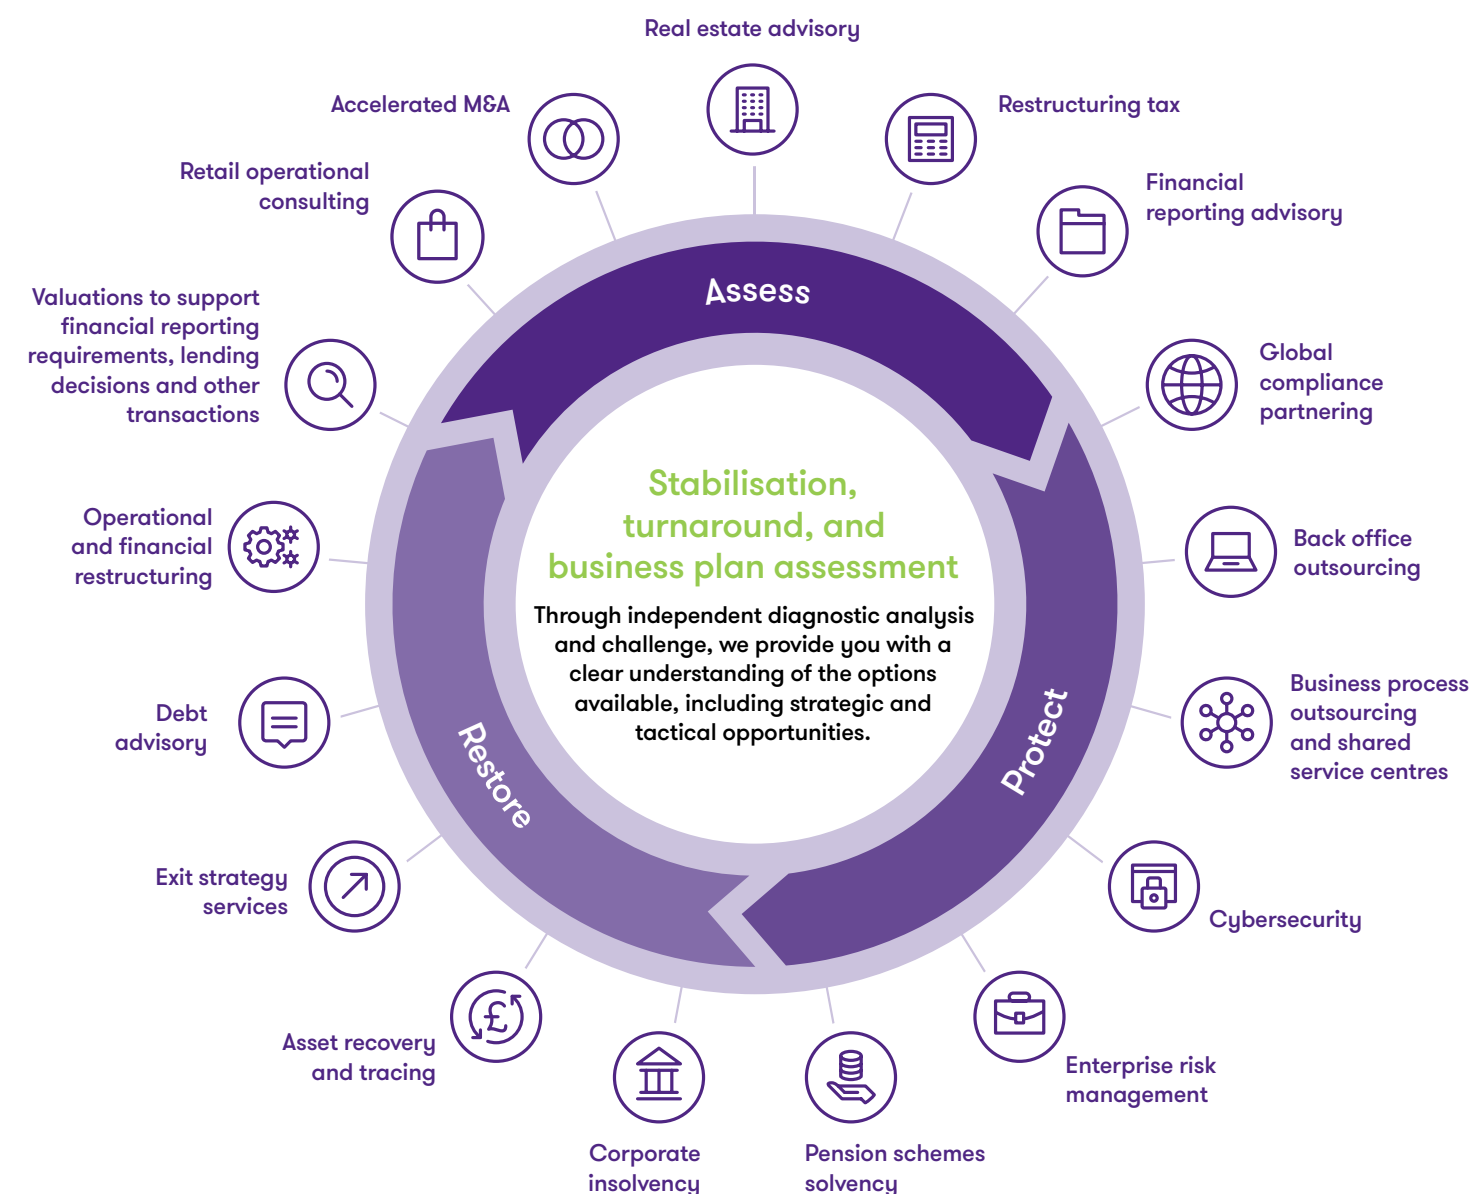 Real estate advisory
Accelerated M&A
Restructuring tax
Retail operational
consulting
Financial
reporting advisory
Valuations to support
financial reporting
requirements, lending
decisions and other
transactions
Global
compliance
partnering
Assess
Operational
and financial
restructuring
Back office
outsourcing
Stabilisation,
turnaround, and
business plan assessment
Through independent diagnostic analysis
and challenge, we provide you with a
clear understanding of the options
available, including strategic and
tactical opportunities.
Debt
advisory
Restore
Protect
Business process
outsourcing
and shared
service centres
Exit strategy
services
Cybersecurity
Asset recovery
and tracing
£
Enterprise risk
management
Corporate
insolvency
Pension schemes
solvency